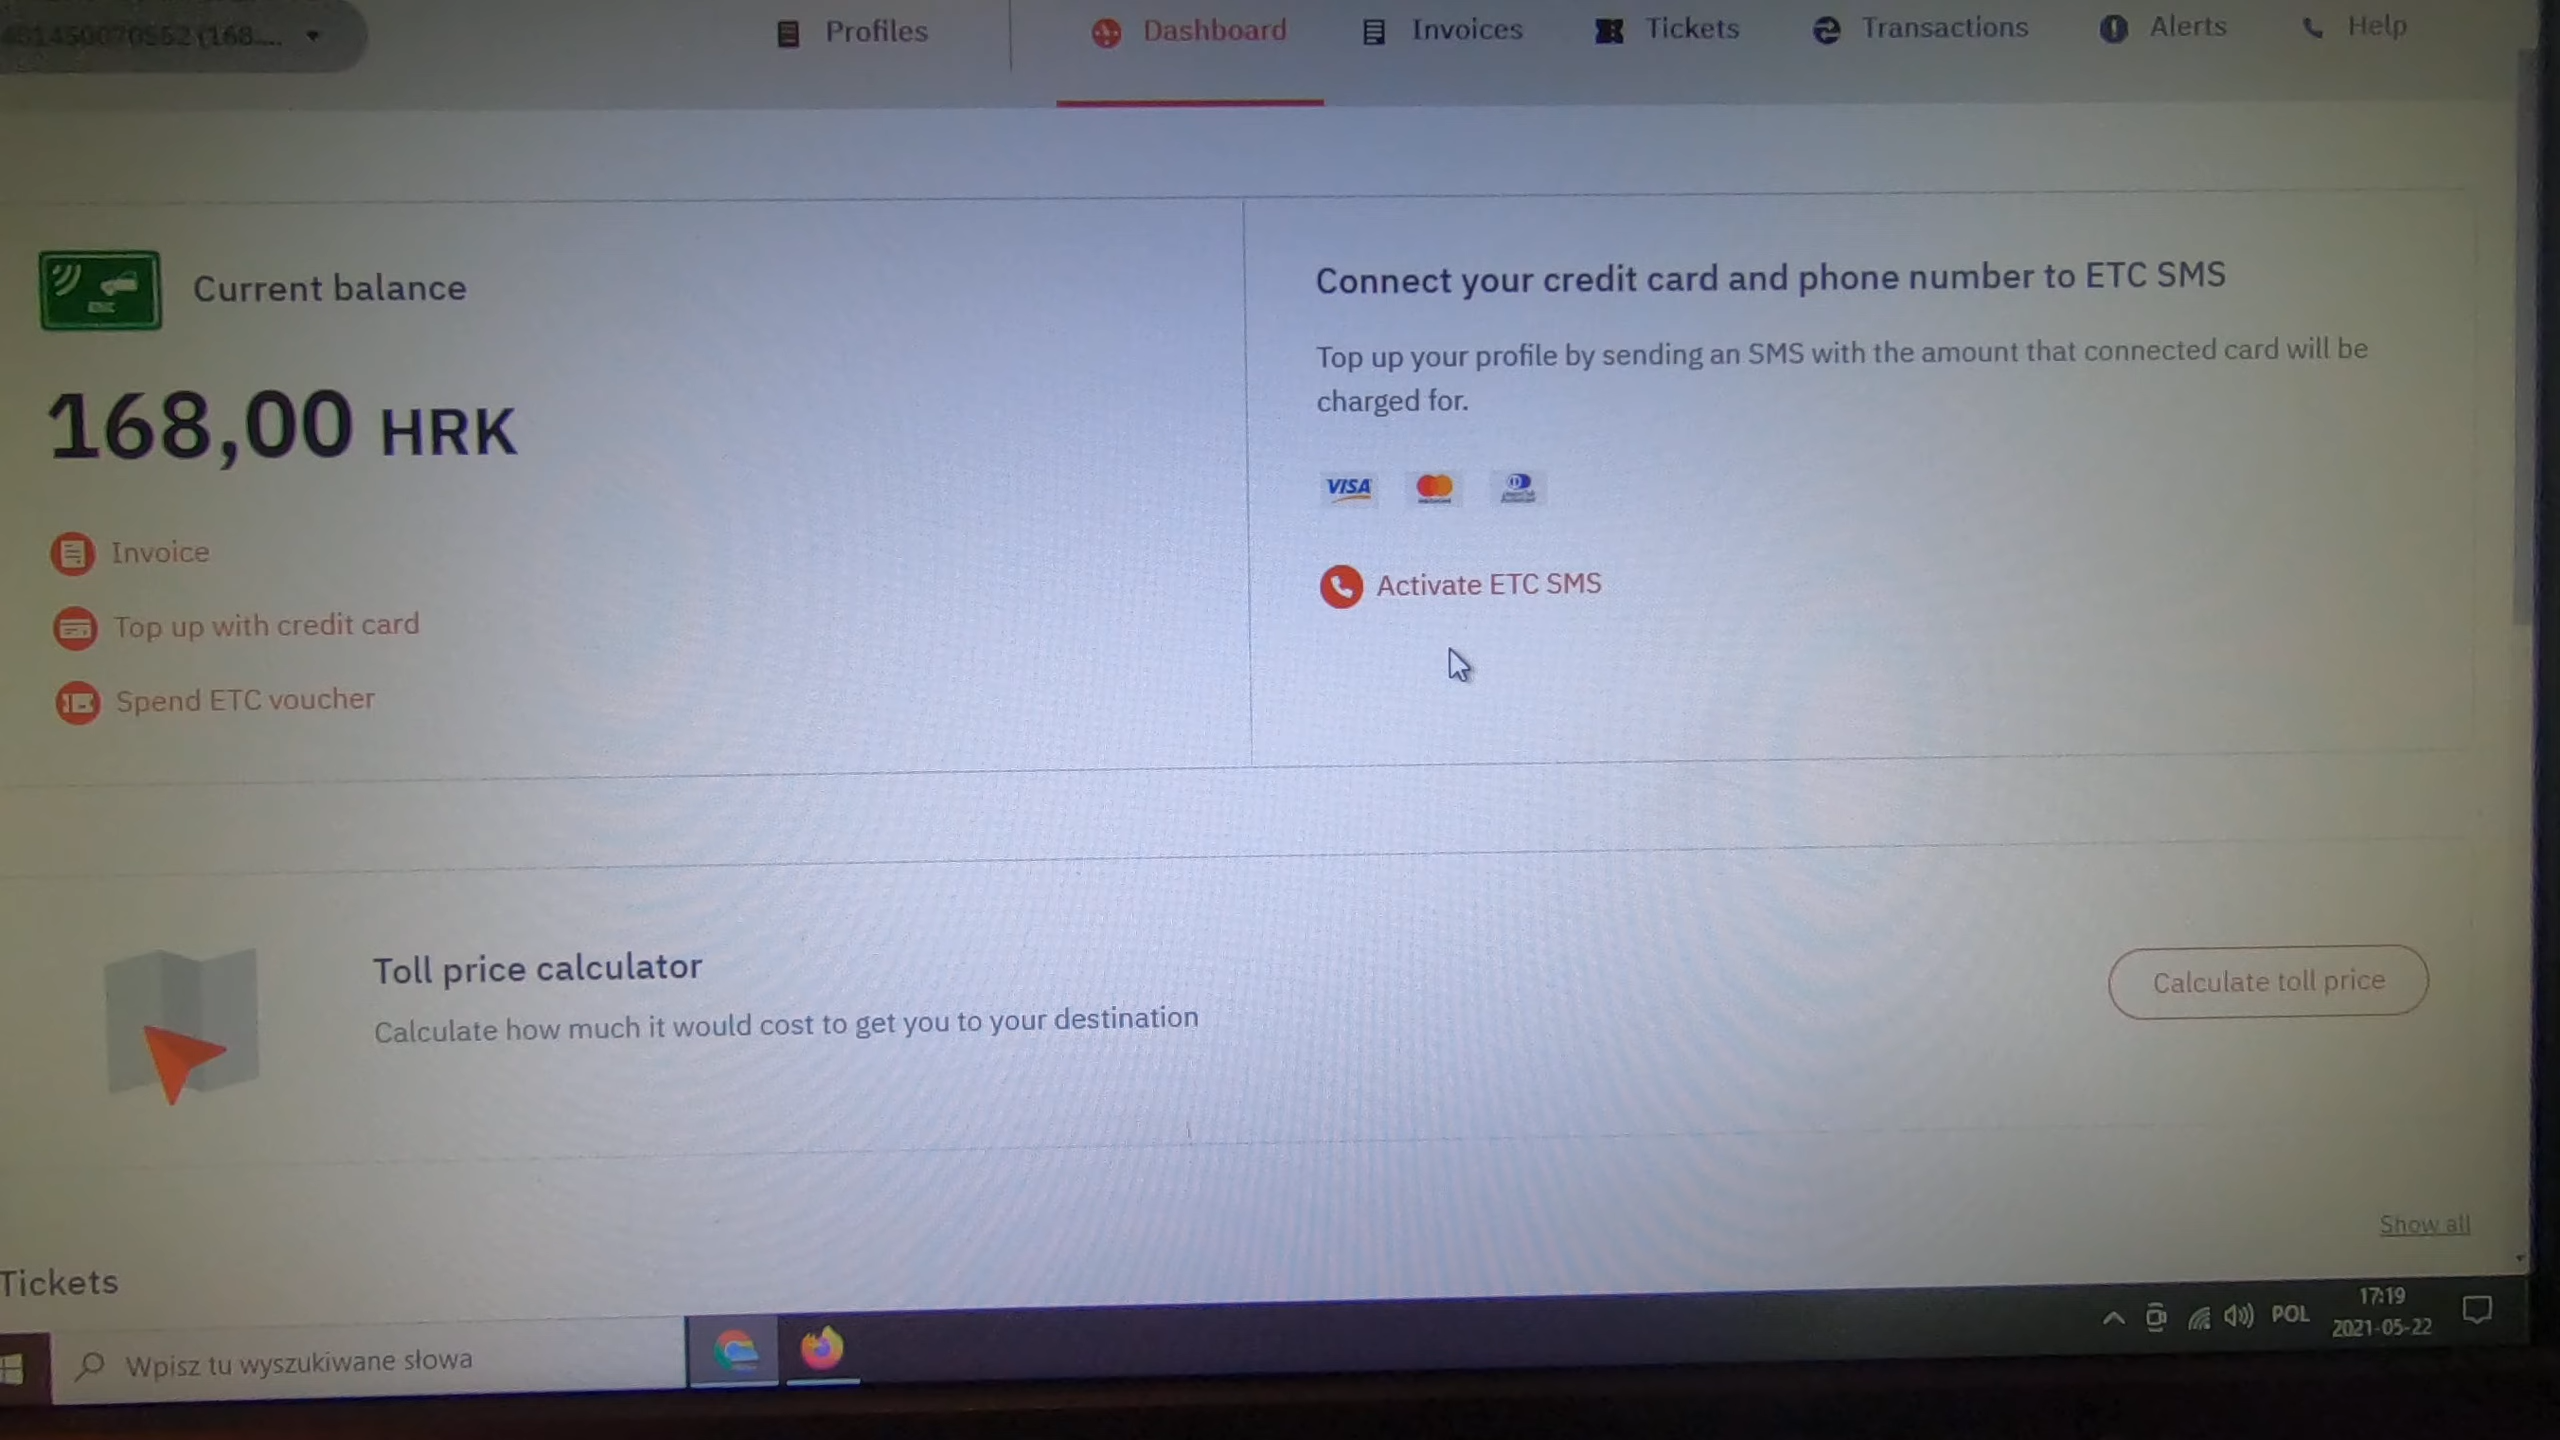 (168....
Profiles
Dashboard
Invoices
Tickets
Transactions
Alerts
Help
Current balance
168,00 HRK
Invoice
Top up with credit card
Spend ETC voucher
Connect your credit card and phone number to ETC SMS
Top up your profile by sending an SMS with the amount that connected card will be
charged for.
VISA
Activate ETC SMS
Toll price calculator
Calculate how much it would cost to get you to your destination
Calculate toll price
Show all
Tickets
Wpisz tu wyszukiwane słowa
POL
17:19
2021-05-22